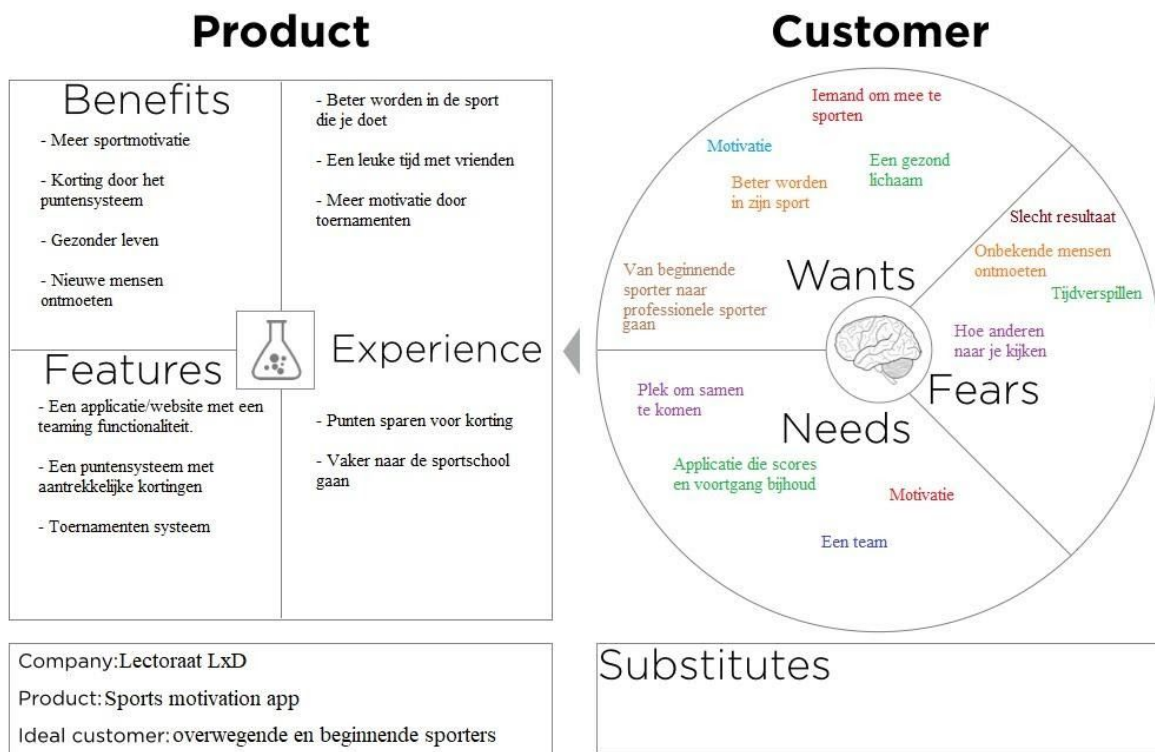 Product
Benefits
- Meer sportmotivatie
- Korting door het
puntensysteem
- Gezonder leven
- Nieuwe mensen
ontmoeten
- Beter worden in de sport
die je doet
- Een leuke tijd met vrienden
- Meer motivatie door
toernamenten
Experience
- Punten sparen voor korting
- Vaker naar de sportschool
gaan
Features
- Een applicatie/website met een
teaming functionaliteit.
- Een puntensysteem met
aantrekkelijke kortingen
- Toernamenten systeem
Customer
Iemand om mee te
sporten
Motivatie
Een gezond
lichaam
Beter worden
in zijn sport
Van beginnende
sporter naar
professionele sporter
gaan
Wants
Slecht resultaat
Onbekende mensen
ontmoeten
Tijdverspillen
Hoe anderen
naar je kijken
Fears
Plek om samen
te komen
Needs
Applicatie die scores
en voortgang bijhoud
Motivatie
Een team
Company: Lectoraat LxD
Product: Sports motivation app
Ideal customer: overwegende en beginnende sporters
Substitutes